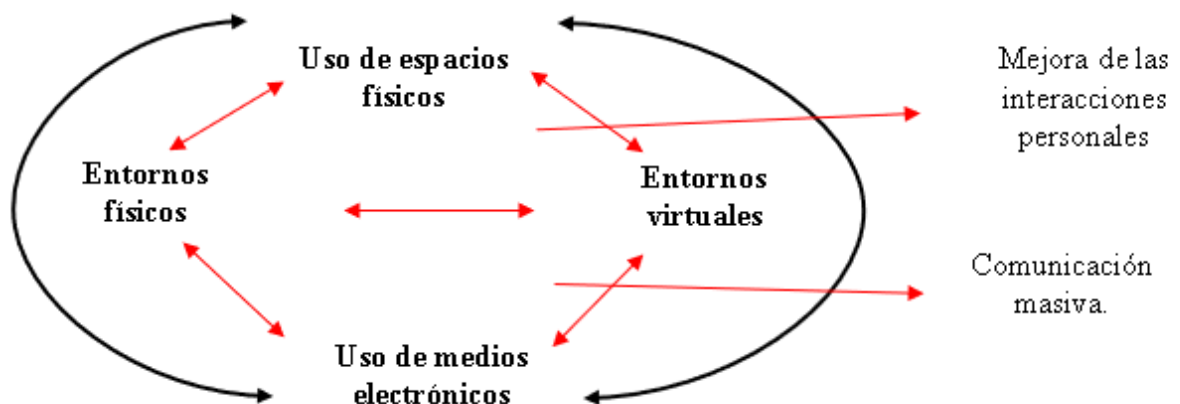 Uso de espacios
físicos
Mejora de las
interacciones
personales
Entornos
físicos
Entornos
virtuales
Comunicación
masiva.
Uso de medios
electrónicos